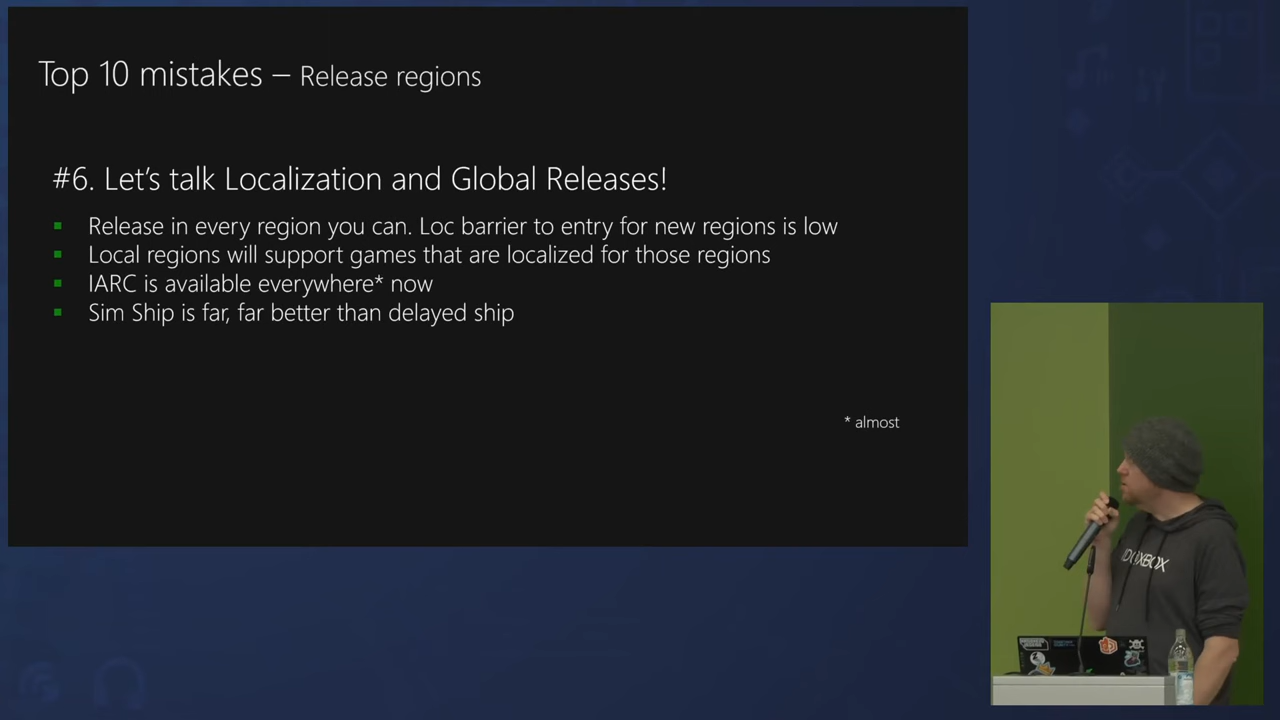 Top 10 mistakes – Release regions
#6. Let's talk Localization and Global Releases!
Release in every region you can. Loc barrier to entry for new regions is low
Local regions will support games that are localized for those regions
IARC is available everywhere* now
Sim Ship is far, far better than delayed ship
* almost
ID@XBOX